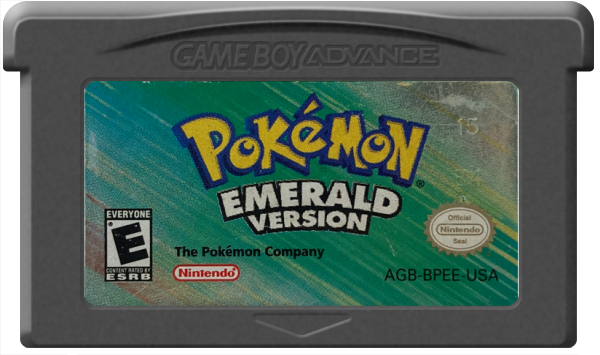 GAME BOY ADVANCE
POKéMON®
15
EMERALD
VERSION
EVERYONE
E
CONTENT RATED BY
ESRB
The Pokémon Company
Nintendo®
Official
Nintendo
Seal
AGB-BPEE-USA